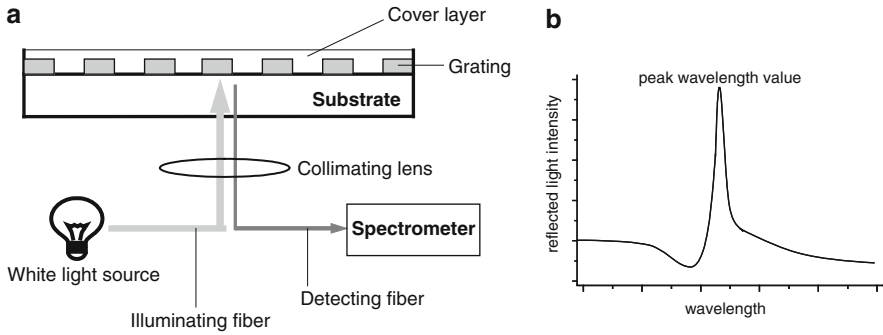 a
Cover layer
Grating
Substrate
Collimating lens
Spectrometer
White light source
Detecting fiber
Illuminating fiber
b
peak wavelength value
reflected light intensity
wavelength